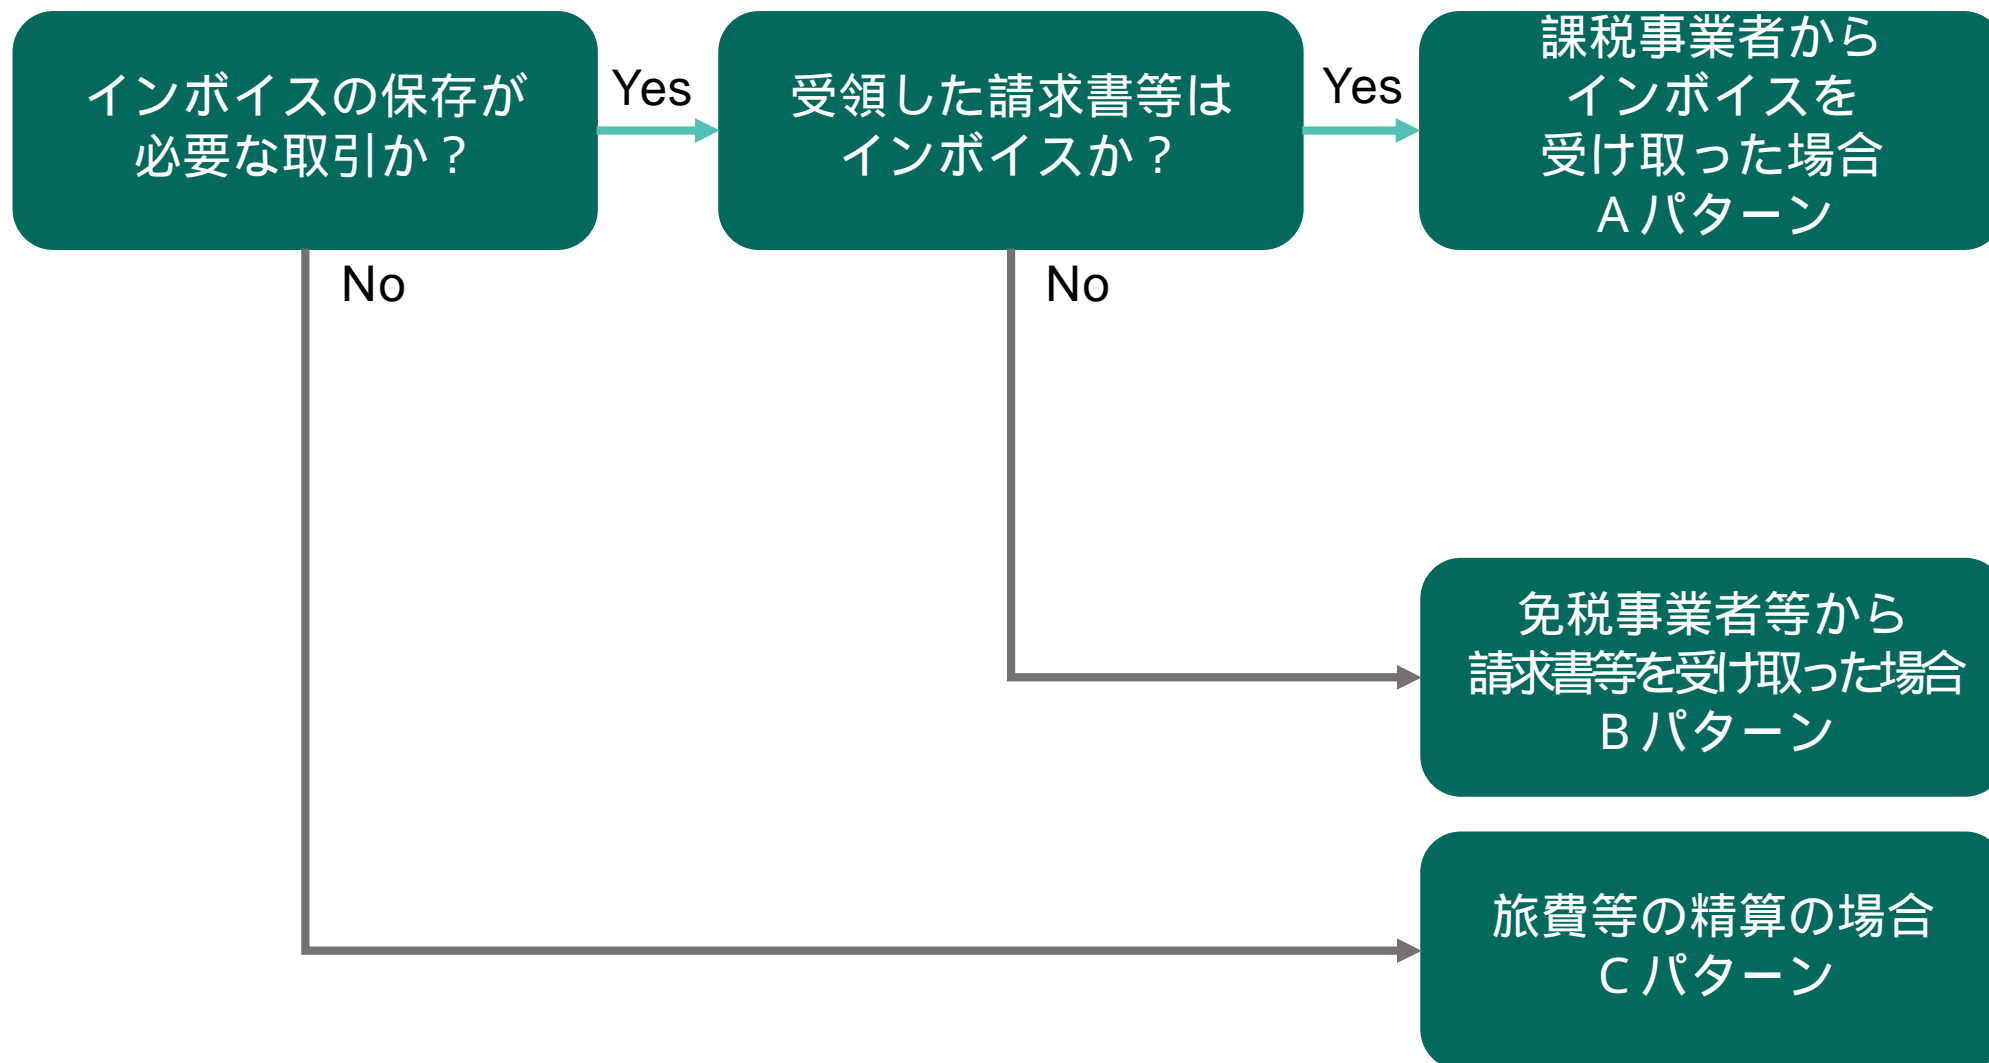 インボイスの保存が
必要な取引か？
Yes
受領した請求書等は
インボイスか？
Yes
課税事業者から
インボイスを
受け取った場合
Aパターン
No
No
免税事業者等から
請求書等を受け取った場合
Bパターン
旅費等の精算の場合
Cパターン